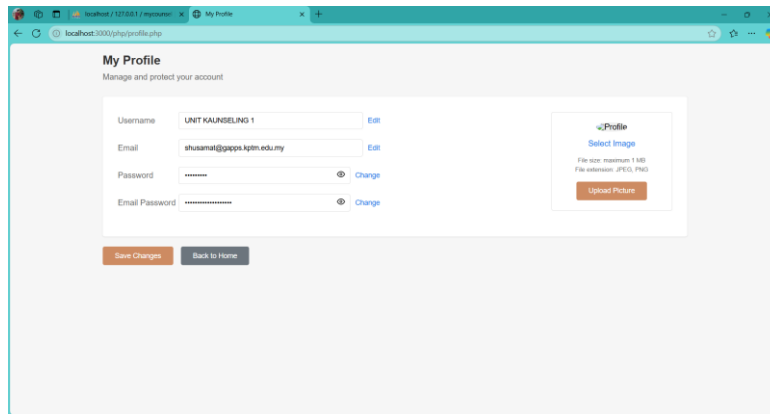 localhost / 127.0.0.1 / mycounsel
My Profile
localhost:3000/php/profile.php
My Profile
Manage and protect your account
Username UNIT KAUNSELING 1 Edit
Email shusamat@gapps.kptm.edu.my Edit
Password ••••••••• Change
Email Password ••••••••••••••••••• Change
Profile
Select Image
File size: maximum 1 MB
File extension: JPEG, PNG
Upload Picture
Save Changes
Back to Home